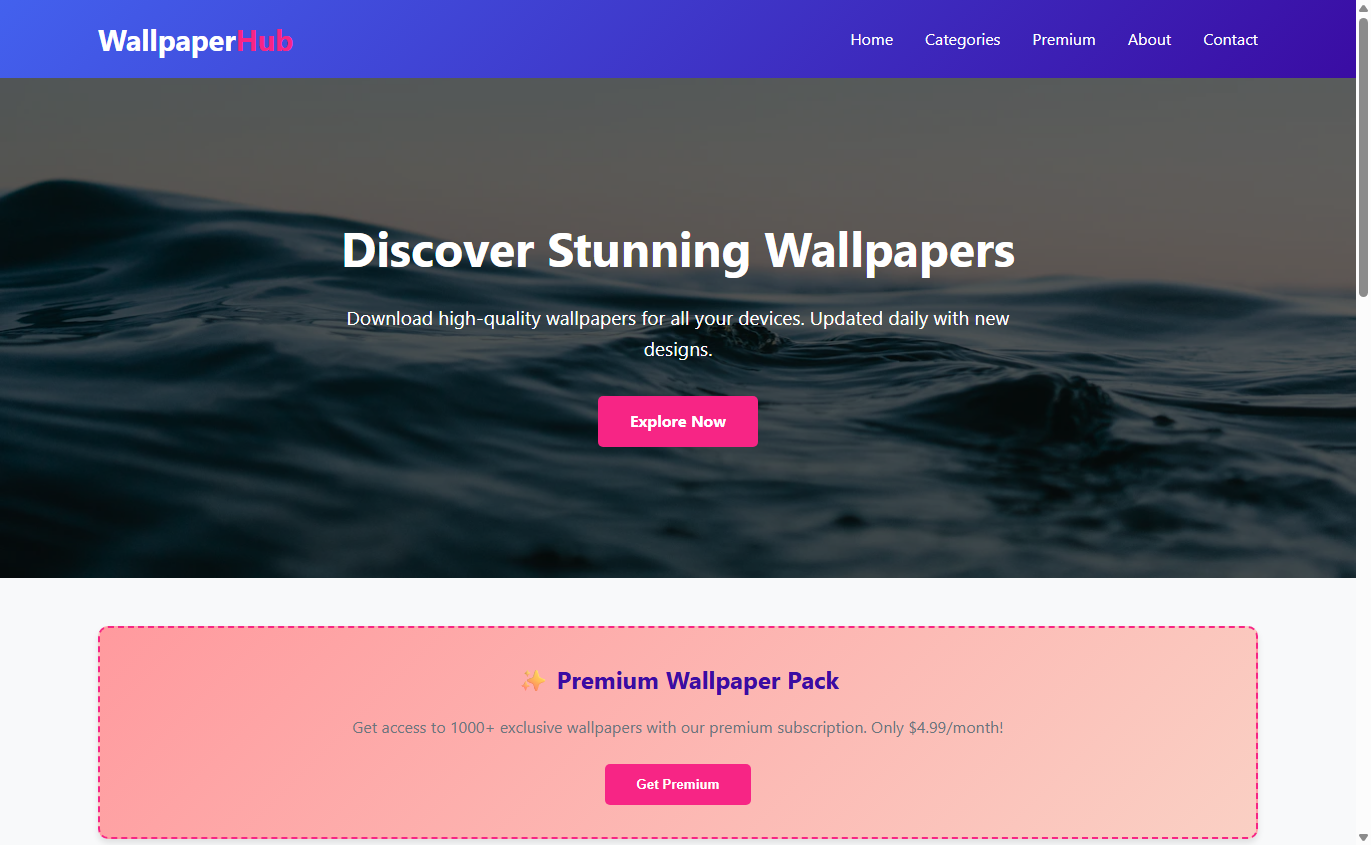 WallpaperHub
Home Categories Premium About Contact
Discover Stunning Wallpapers
Download high-quality wallpapers for all your devices. Updated daily with new
designs.
Explore Now
✨ Premium Wallpaper Pack
Get access to 1000+ exclusive wallpapers with our premium subscription. Only $4.99/month!
Get Premium